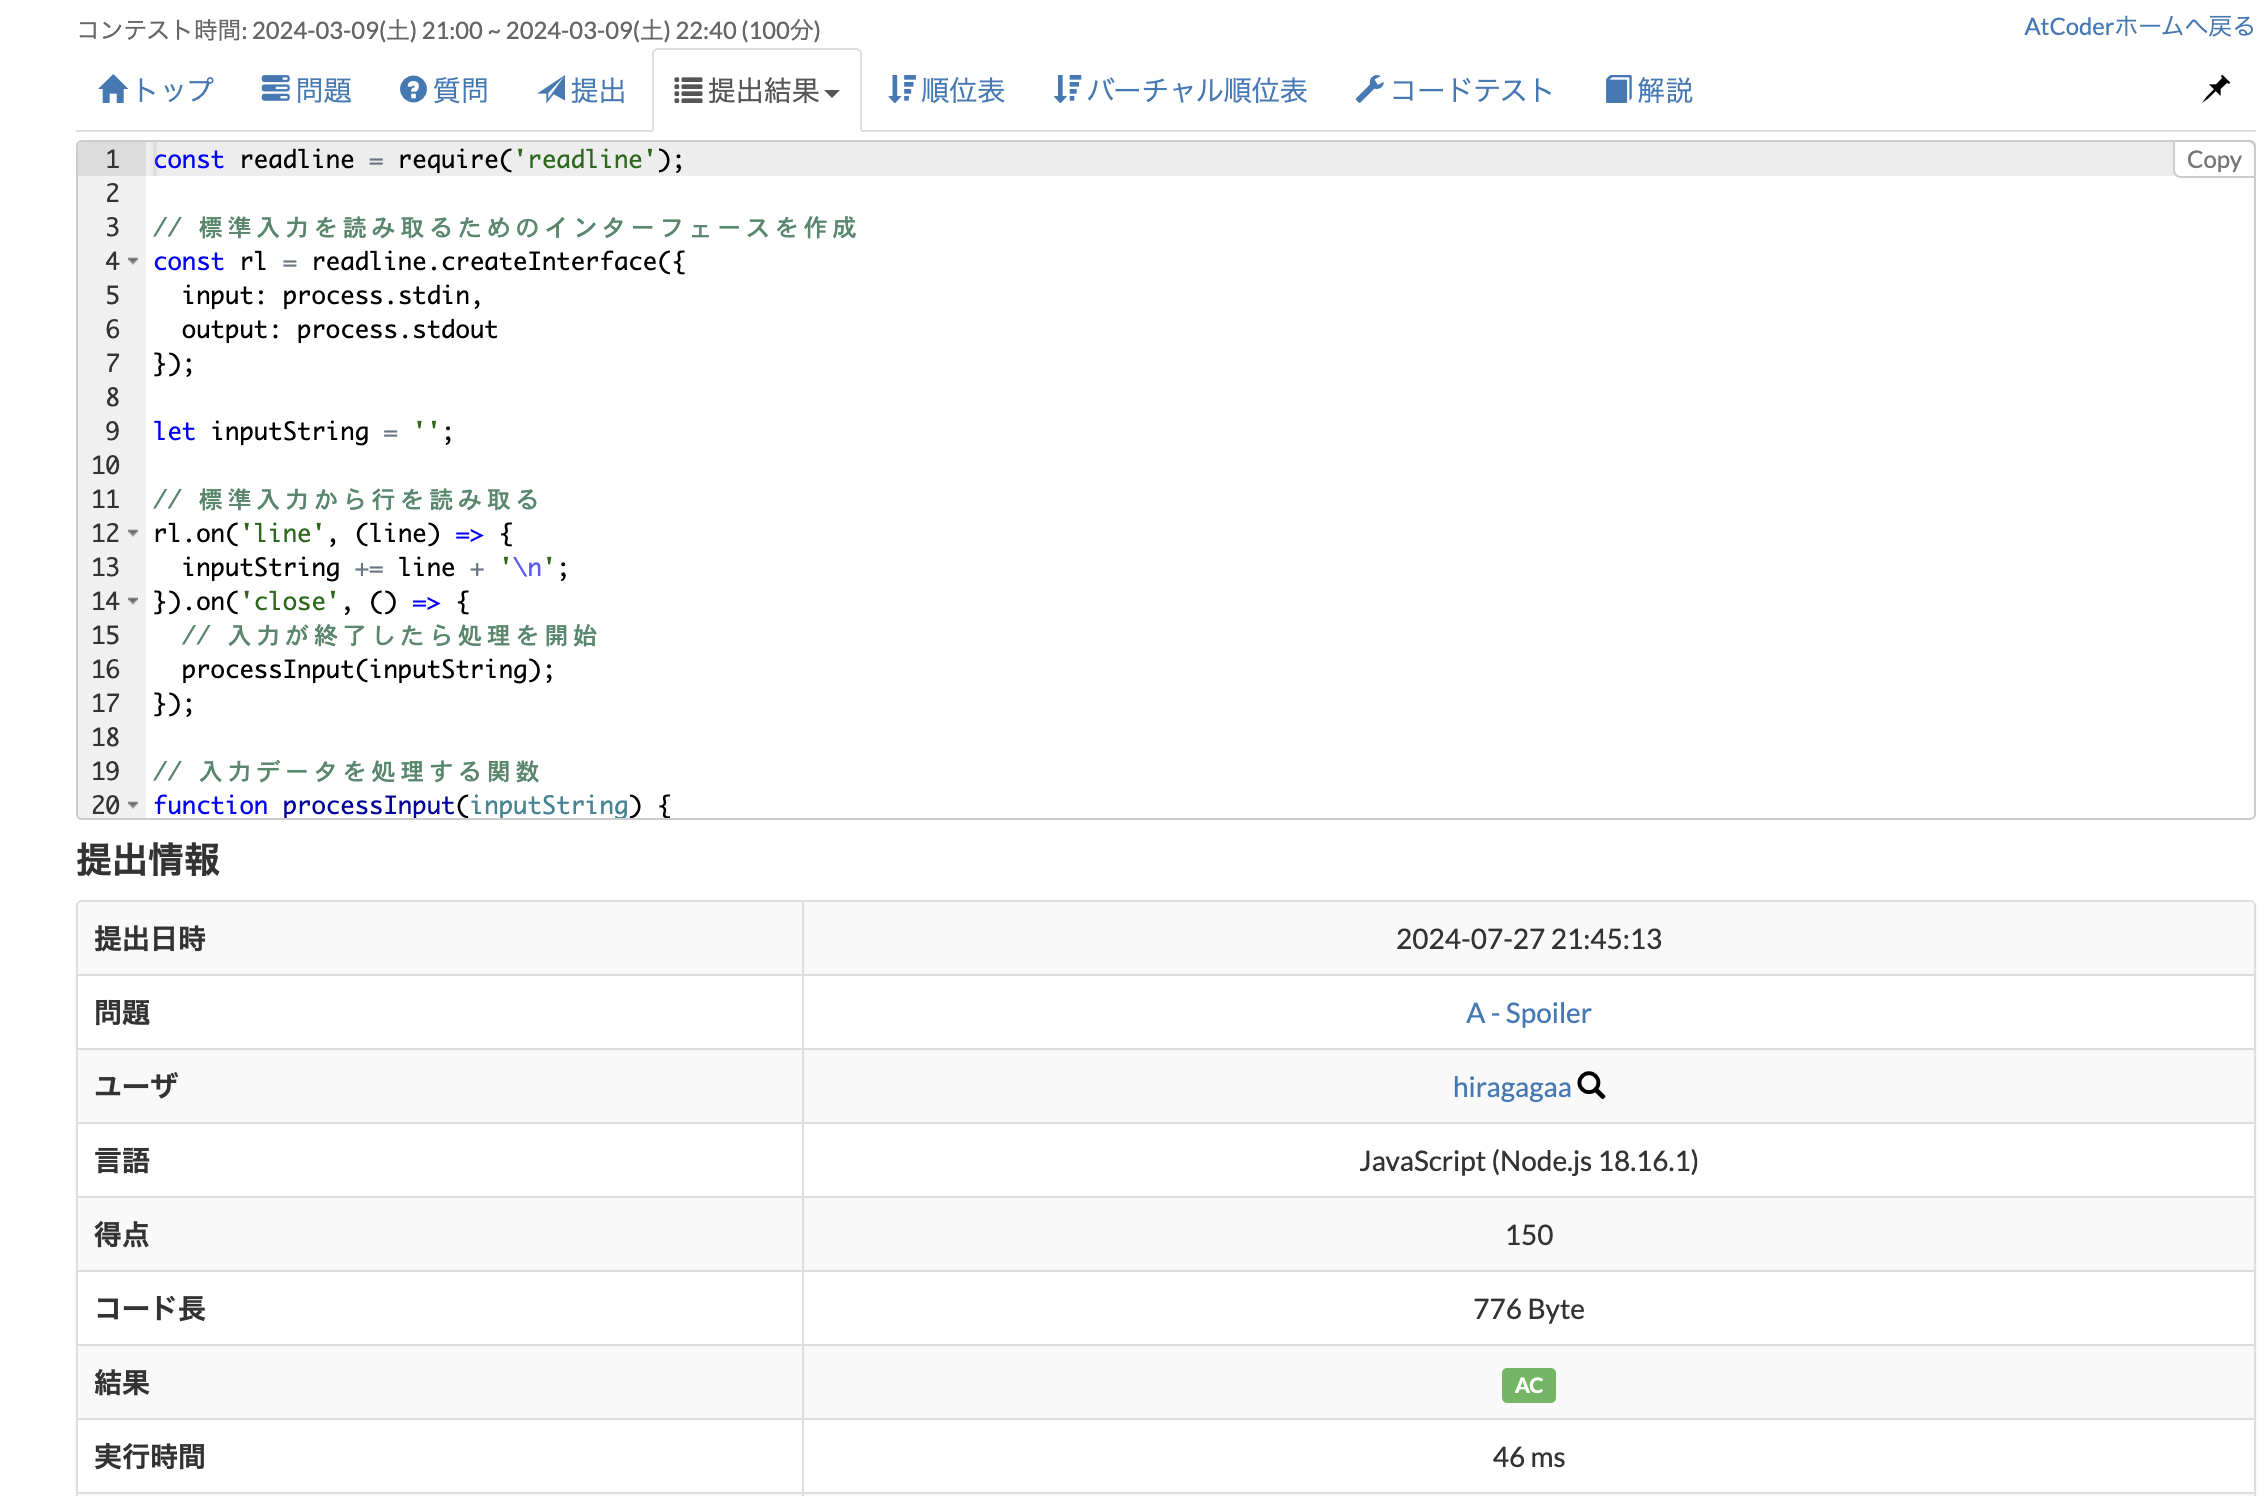 コンテスト時間: 2024-03-09(土) 21:00 ~ 2024-03-09(土) 22:40 (100分)
AtCoderホームへ戻る
トップ 問題 質問 提出 提出結果 順位表 バーチャル順位表 コードテスト 解説
Copy
1 const readline = require('readline');
2
3 // 標準入力を読み取るためのインターフェースを作成
4 const rl = readline.createInterface({
5   input: process.stdin,
6   output: process.stdout
7 });
8
9 let inputString = '';
10
11 // 標準入力から行を読み取る
12 rl.on('line', (line) => {
13   inputString += line + '\n';
14 }).on('close', () => {
15   // 入力が終了したら処理を開始
16   processInput(inputString);
17 });
18
19 // 入力データを処理する関数
20 function processInput(inputString) {
提出情報
提出日時 2024-07-27 21:45:13
問題 A - Spoiler
ユーザ hiragagaa
言語 JavaScript (Node.js 18.16.1)
得点 150
コード長 776 Byte
結果 AC
実行時間 46 ms